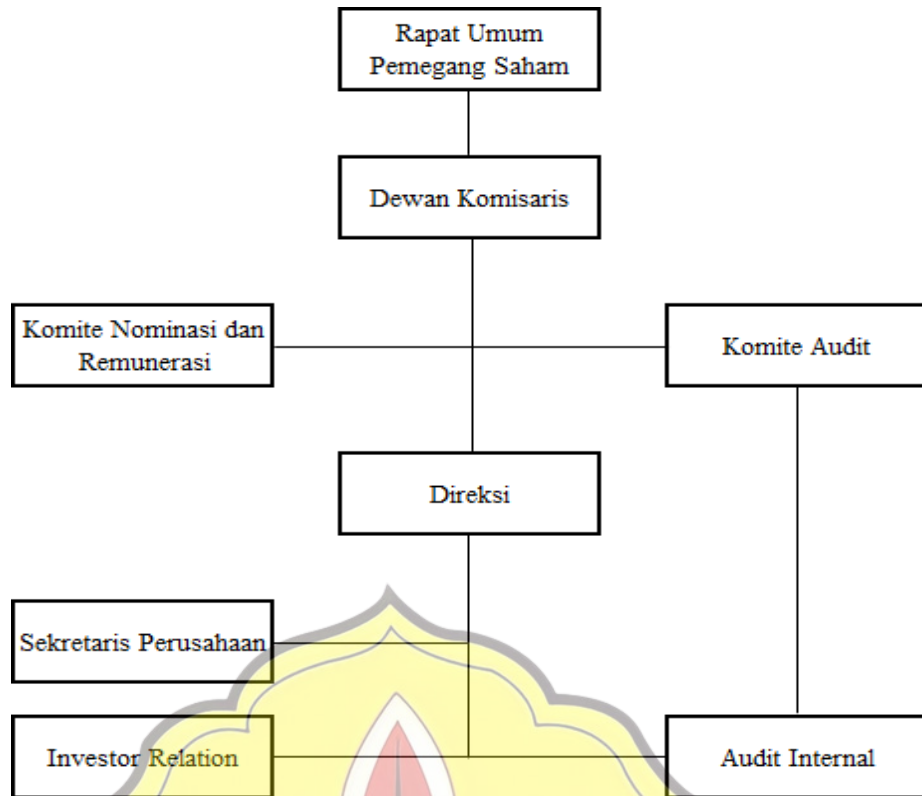 Rapat Umum
Pemegang Saham
Dewan Komisaris
Komite Nominasi dan
Remunerasi
Komite Audit
Direksi
Sekretaris Perusahaan
Investor Relation
Audit Internal